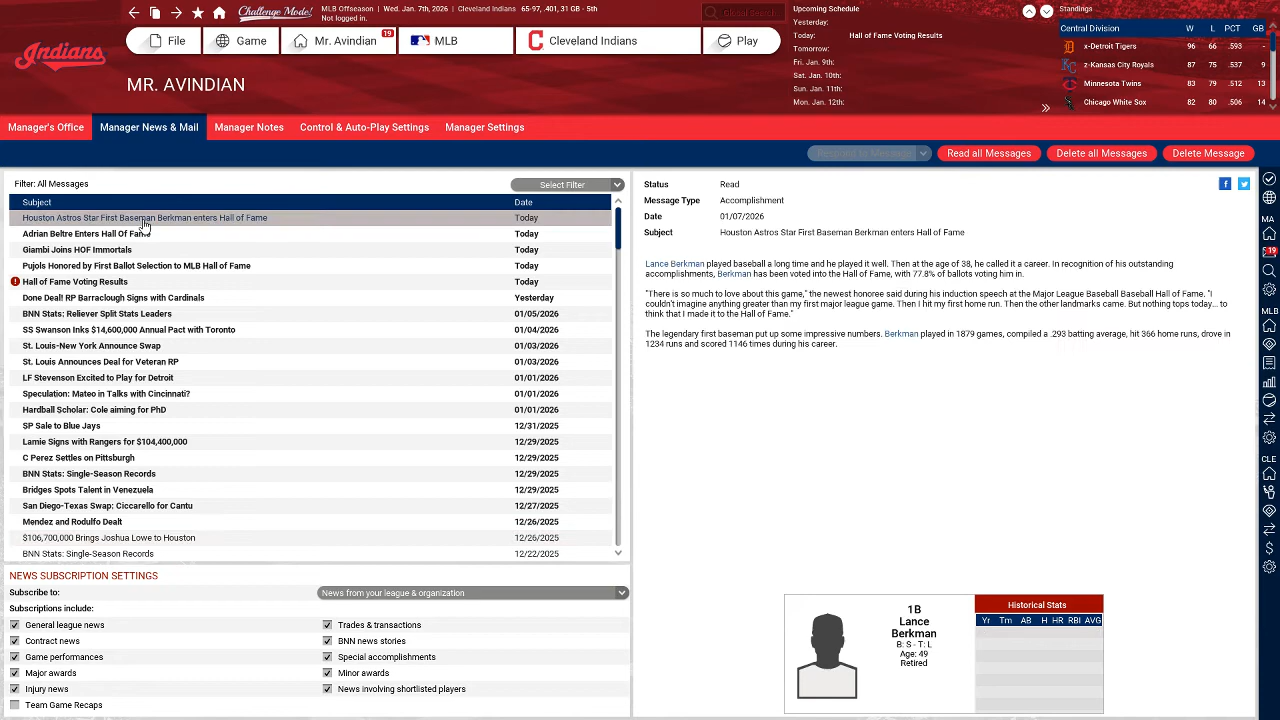 Challenge Mode!
MLB Offseason | Wed. Jan. 7th, 2026 | Cleveland Indians 65-97, .401, 31 GB - 5th
Not logged in.
Global Search
Indians
File
Game
Mr. Avindian
19
MLB
Cleveland Indians
Play
MR. AVINDIAN
Upcoming Schedule
Yesterday:
Today: Hall of Fame Voting Results
Tomorrow:
Fri. Jan. 9th:
Sat. Jan. 10th:
Sun. Jan. 11th:
Mon. Jan. 12th:
Standings
Central Division W L PCT GB
x-Detroit Tigers 96 66 .593 -
z-Kansas City Royals 87 75 .537 9
Minnesota Twins 83 79 .512 13
Chicago White Sox 82 80 .506 14
Manager's Office
Manager News & Mail
Manager Notes
Control & Auto-Play Settings
Manager Settings
Respond to Message
Read all Messages
Delete all Messages
Delete Message
Filter: All Messages
Select Filter
Subject Date
Houston Astros Star First Baseman Berkman enters Hall of Fame Today
Adrian Beltre Enters Hall Of Fame Today
Giambi Joins HOF Immortals Today
Pujols Honored by First Ballot Selection to MLB Hall of Fame Today
Hall of Fame Voting Results Today
Done Deal! RP Barraclough Signs with Cardinals Yesterday
BNN Stats: Reliever Split Stats Leaders 01/05/2026
SS Swanson Inks $14,600,000 Annual Pact with Toronto 01/04/2026
St. Louis-New York Announce Swap 01/03/2026
St. Louis Announces Deal for Veteran RP 01/03/2026
LF Stevenson Excited to Play for Detroit 01/01/2026
Speculation: Mateo in Talks with Cincinnati? 01/01/2026
Hardball Scholar: Cole aiming for PhD 01/01/2026
SP Sale to Blue Jays 12/31/2025
Lamie Signs with Rangers for $104,400,000 12/29/2025
C Perez Settles on Pittsburgh 12/29/2025
BNN Stats: Single-Season Records 12/29/2025
Bridges Spots Talent in Venezuela 12/29/2025
San Diego-Texas Swap: Ciccarello for Cantu 12/27/2025
Mendez and Rodulfo Dealt 12/26/2025
$106,700,000 Brings Joshua Lowe to Houston 12/26/2025
BNN Stats: Single-Season Records 12/22/2025
NEWS SUBSCRIPTION SETTINGS
Subscribe to: News from your league & organization
Subscriptions include:
General league news
Trades & transactions
Contract news
BNN news stories
Game performances
Special accomplishments
Major awards
Minor awards
Injury news
News involving shortlisted players
Team Game Recaps
Status Read
Message Type Accomplishment
Date 01/07/2026
Subject Houston Astros Star First Baseman Berkman enters Hall of Fame
Lance Berkman played baseball a long time and he played it well. Then at the age of 38, he called it a career. In recognition of his outstanding
accomplishments, Berkman has been voted into the Hall of Fame, with 77.8% of ballots voting him in.
"There is so much to love about this game," the newest honoree said during his induction speech at the Major League Baseball Baseball Hall of Fame. "I
couldn't imagine anything greater than my first major league game. Then I hit my first home run. Then the other landmarks came. But nothing tops today... to
think that I made it to the Hall of Fame."
The legendary first baseman put up some impressive numbers. Berkman played in 1879 games, compiled a .293 batting average, hit 366 home runs, drove in
1234 runs and scored 1146 times during his career.
1B
Lance
Berkman
B: S - T: L
Age: 49
Retired
Historical Stats
Yr Tm AB H HR RBI AVG
MA
19
MLB
CLE